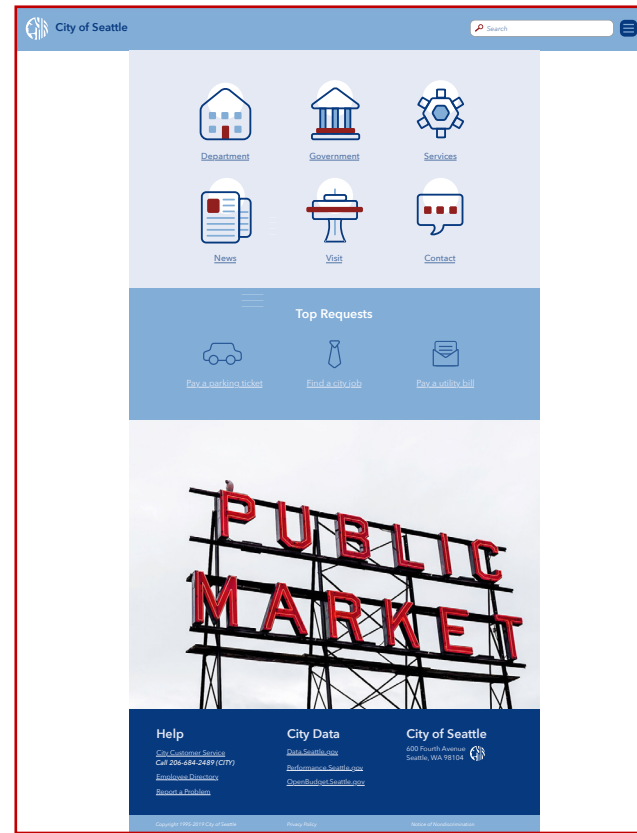 City of Seattle
Search
Department
Government
Services
News
Visit
Contact
Top Requests
Pay a parking ticket
Find a city job
Pay a utility bill
PUBLIC
MARKET
Help
City Customer Service
Call 206-684-2489 (CITY)
Employee Directory
Report a Problem
City Data
Data.Seattle.gov
Performance.Seattle.gov
OpenBudget.Seattle.gov
City of Seattle
600 Fourth Avenue
Seattle, WA 98104
Copyright 1995-2019 City of Seattle
Privacy Policy
Notice of Nondiscrimination